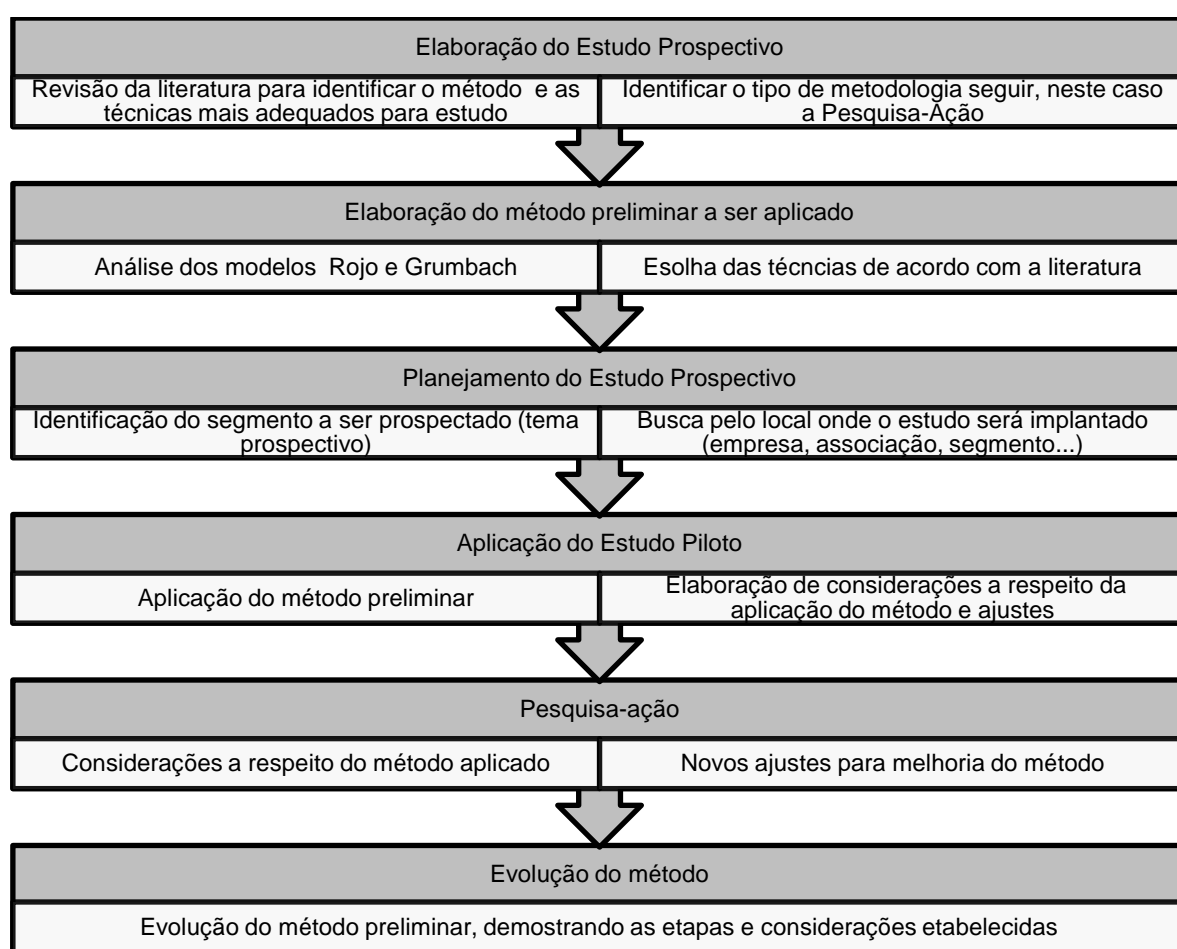 Elaboração do Estudo Prospectivo
Revisão da literatura para identificar o método e as
técnicas mais adequados para estudo
Identificar o tipo de metodologia seguir, neste caso
a Pesquisa-Ação
Elaboração do método preliminar a ser aplicado
Análise dos modelos Rojo e Grumbach
Esolha das técncias de acordo com a literatura
Planejamento do Estudo Prospectivo
Identificação do segmento a ser prospectado (tema
prospectivo)
Busca pelo local onde o estudo será implantado
(empresa, associação, segmento...)
Aplicação do Estudo Piloto
Aplicação do método preliminar
Elaboração de considerações a respeito da
aplicação do método e ajustes
Pesquisa-ação
Considerações a respeito do método aplicado
Novos ajustes para melhoria do método
Evolução do método
Evolução do método preliminar, demostrando as etapas e considerações etabelecidas